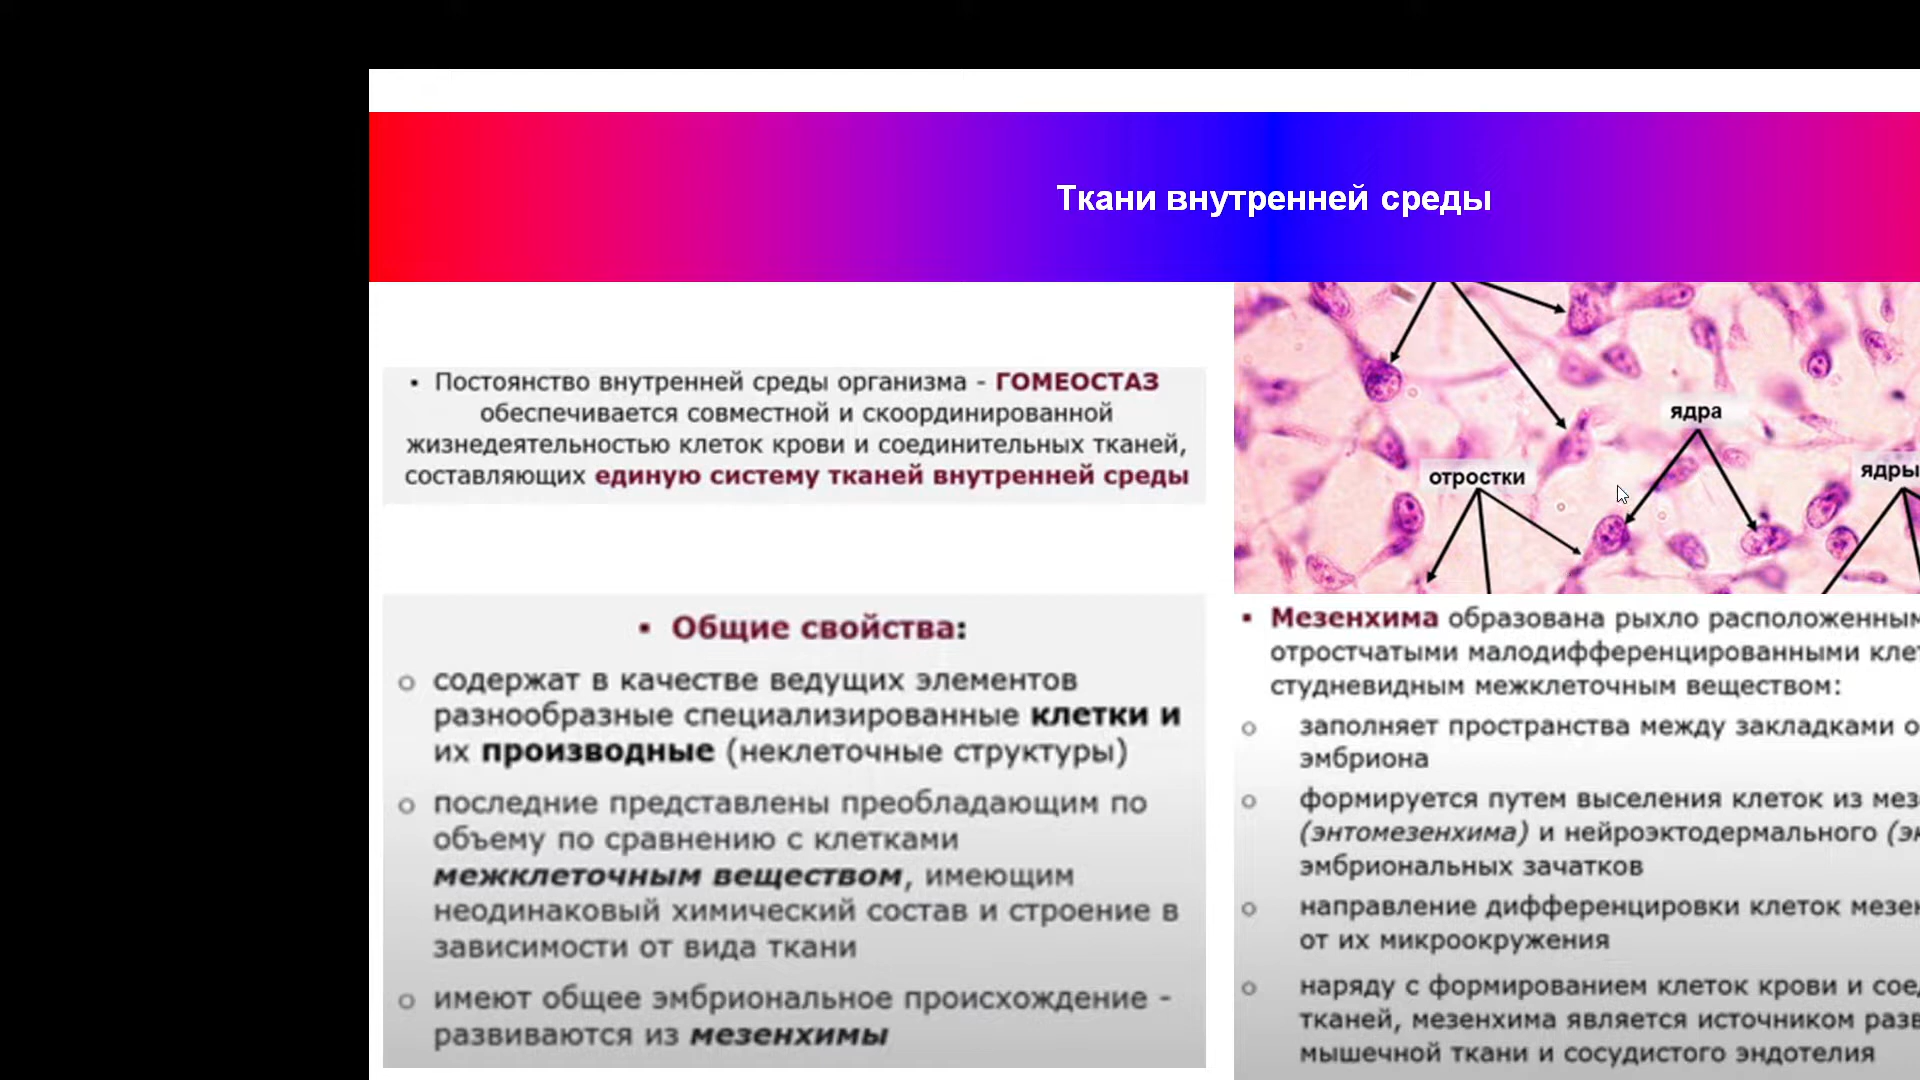 Ткани внутренней среды
• Постоянство внутренней среды организма - ГОМЕОСТАЗ
обеспечивается совместной и скоординированной
жизнедеятельностью клеток крови и соединительных тканей,
составляющих единую систему тканей внутренней среды
▪ Общие свойства:
o содержат в качестве ведущих элементов
разнообразные специализированные клетки и
их производные (неклеточные структуры)
o последние представлены преобладающим по
объему по сравнению с клетками
межклеточным веществом, имеющим
неодинаковый химический состав и строение в
зависимости от вида ткани
o имеют общее эмбриональное происхождение -
развиваются из мезенхимы
ядра
отростки
▪ Мезенхима образована рыхло
отростчатыми малодифференцированными
студневидным межклеточным веществом:
o заполняет пространства между закладками
эмбриона
o формируется путем выселения клеток из
(энтомезенхима) и нейроэктодермального
эмбриональных зачатков
o направление дифференцировки клеток
от их микроокружения
o наряду с формированием клеток крови и
тканей, мезенхима является источником
мышечной ткани и сосудистого эндотелия